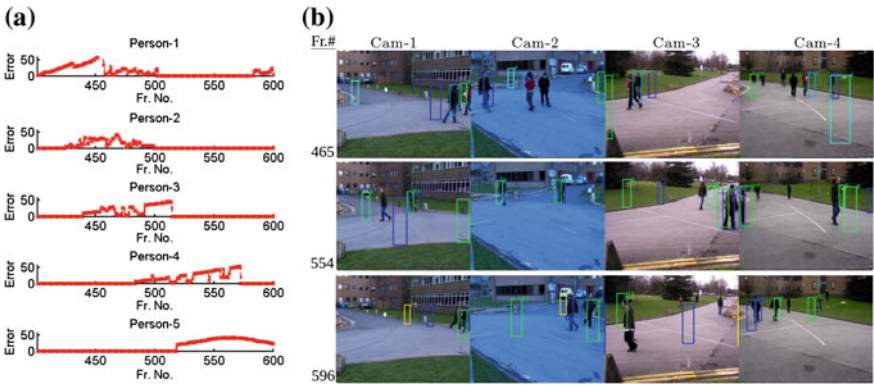 (a)
Person-1
Error
50
0
450 500 550 600
Fr. No.
Person-2
Error
50
0
450 500 550 600
Fr. No.
Person-3
Error
50
0
450 500 550 600
Fr. No.
Person-4
Error
50
0
450 500 550 600
Fr. No.
Person-5
Error
50
0
450 500 550 600
Fr. No.
(b)
Fr.# Cam-1 Cam-2 Cam-3 Cam-4
465
554
596